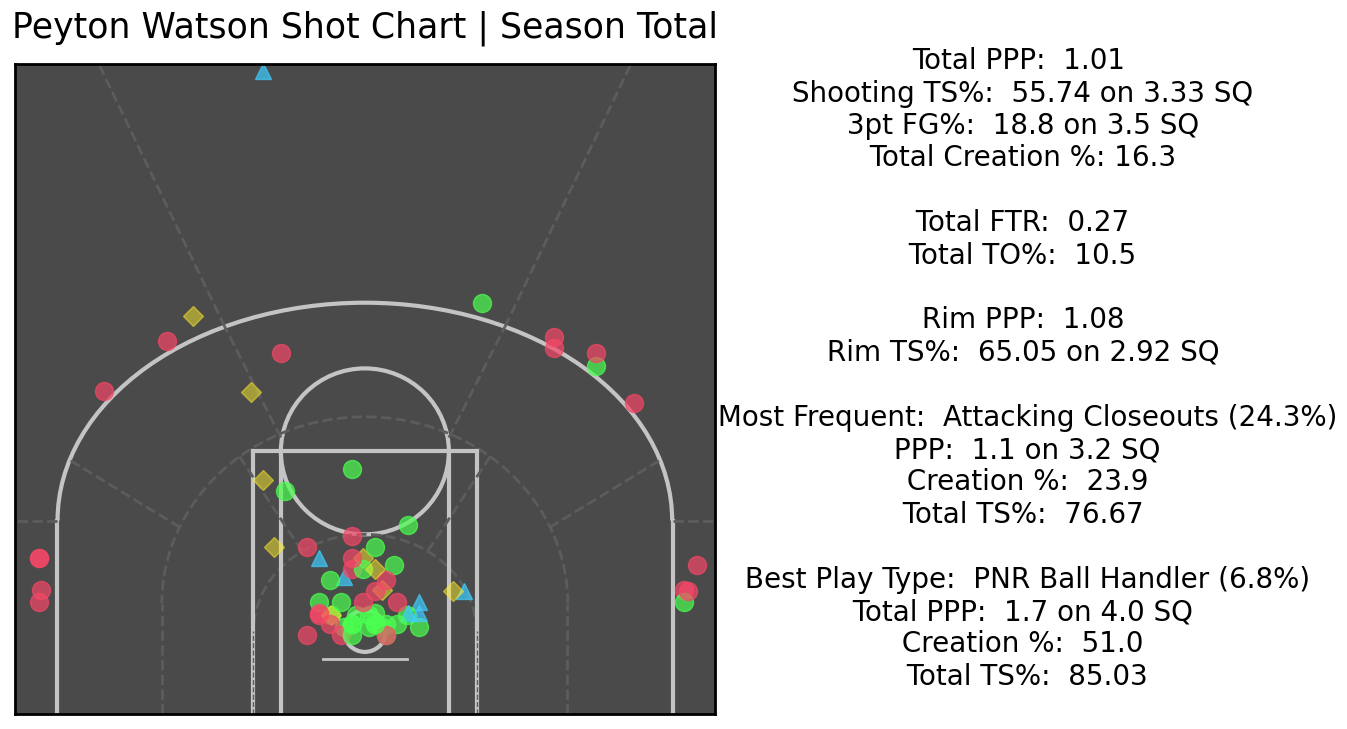 Peyton Watson Shot Chart | Season Total
Total PPP:  1.01
Shooting TS%:  55.74 on 3.33 SQ
3pt FG%:  18.8 on 3.5 SQ
Total Creation %: 16.3
Total FTR:  0.27
Total TO%:  10.5
Rim PPP:  1.08
Rim TS%:  65.05 on 2.92 SQ
Most Frequent:  Attacking Closeouts (24.3%)
PPP:  1.1 on 3.2 SQ
Creation %:  23.9
Total TS%:  76.67
Best Play Type:  PNR Ball Handler (6.8%)
Total PPP:  1.7 on 4.0 SQ
Creation %:  51.0
Total TS%:  85.03